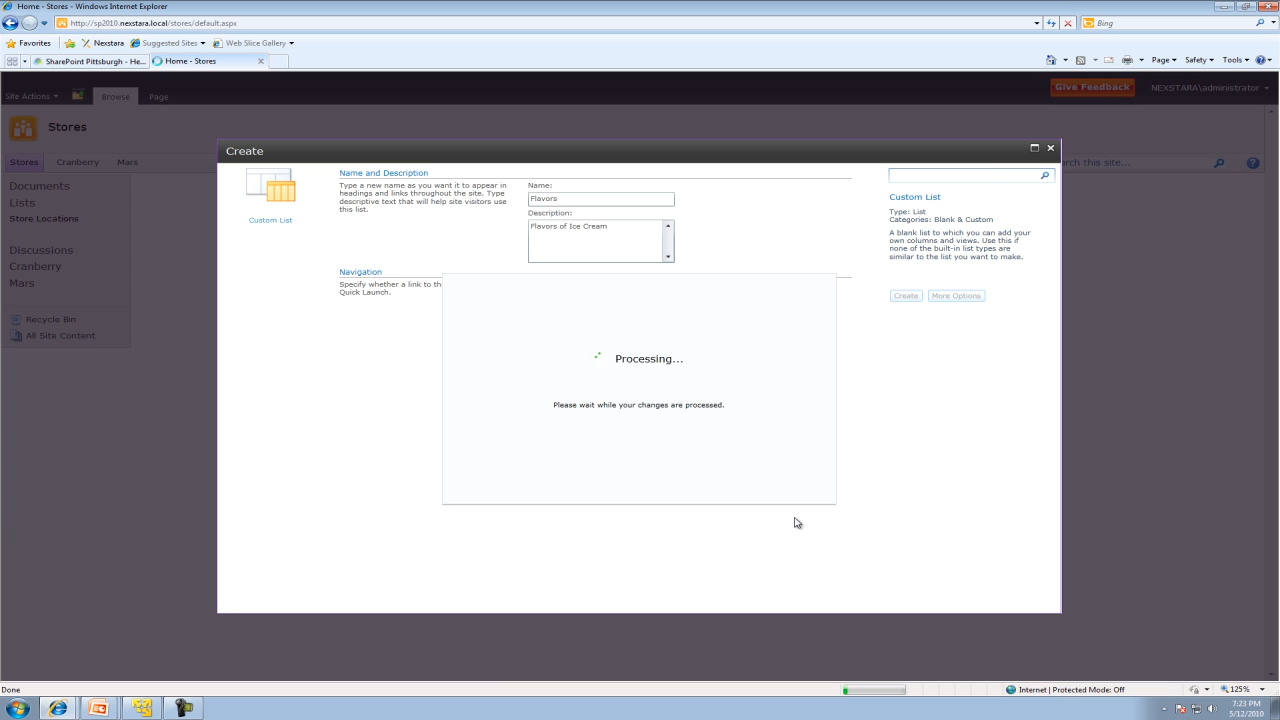 Home - Stores - Windows Internet Explorer
http://sp2010.nexstara.local/stores/default.aspx
Bing
Favorites
Nexstara
Suggested Sites
Web Slice Gallery
SharePoint Pittsburgh - He...
Home - Stores
Page
Safety
Tools
Site Actions
Browse
Page
Give Feedback
NEXSTARA\administrator
Stores
Stores
Cranberry
Mars
rch this site...
Documents
Lists
Store Locations
Discussions
Cranberry
Mars
Recycle Bin
All Site Content
Create
Custom List
Name and Description
Type a new name as you want it to appear in
headings and links throughout the site. Type
descriptive text that will help site visitors use
this list.
Name:
Flavors
Description:
Flavors of Ice Cream
Navigation
Specify whether a link to th
Quick Launch.
Processing...
Please wait while your changes are processed.
Custom List
Type: List
Categories: Blank & Custom
A blank list to which you can add your
own columns and views. Use this if
none of the built-in list types are
similar to the list you want to make.
Create
More Options
Done
Internet | Protected Mode: Off
125%
7:23 PM
5/12/2010